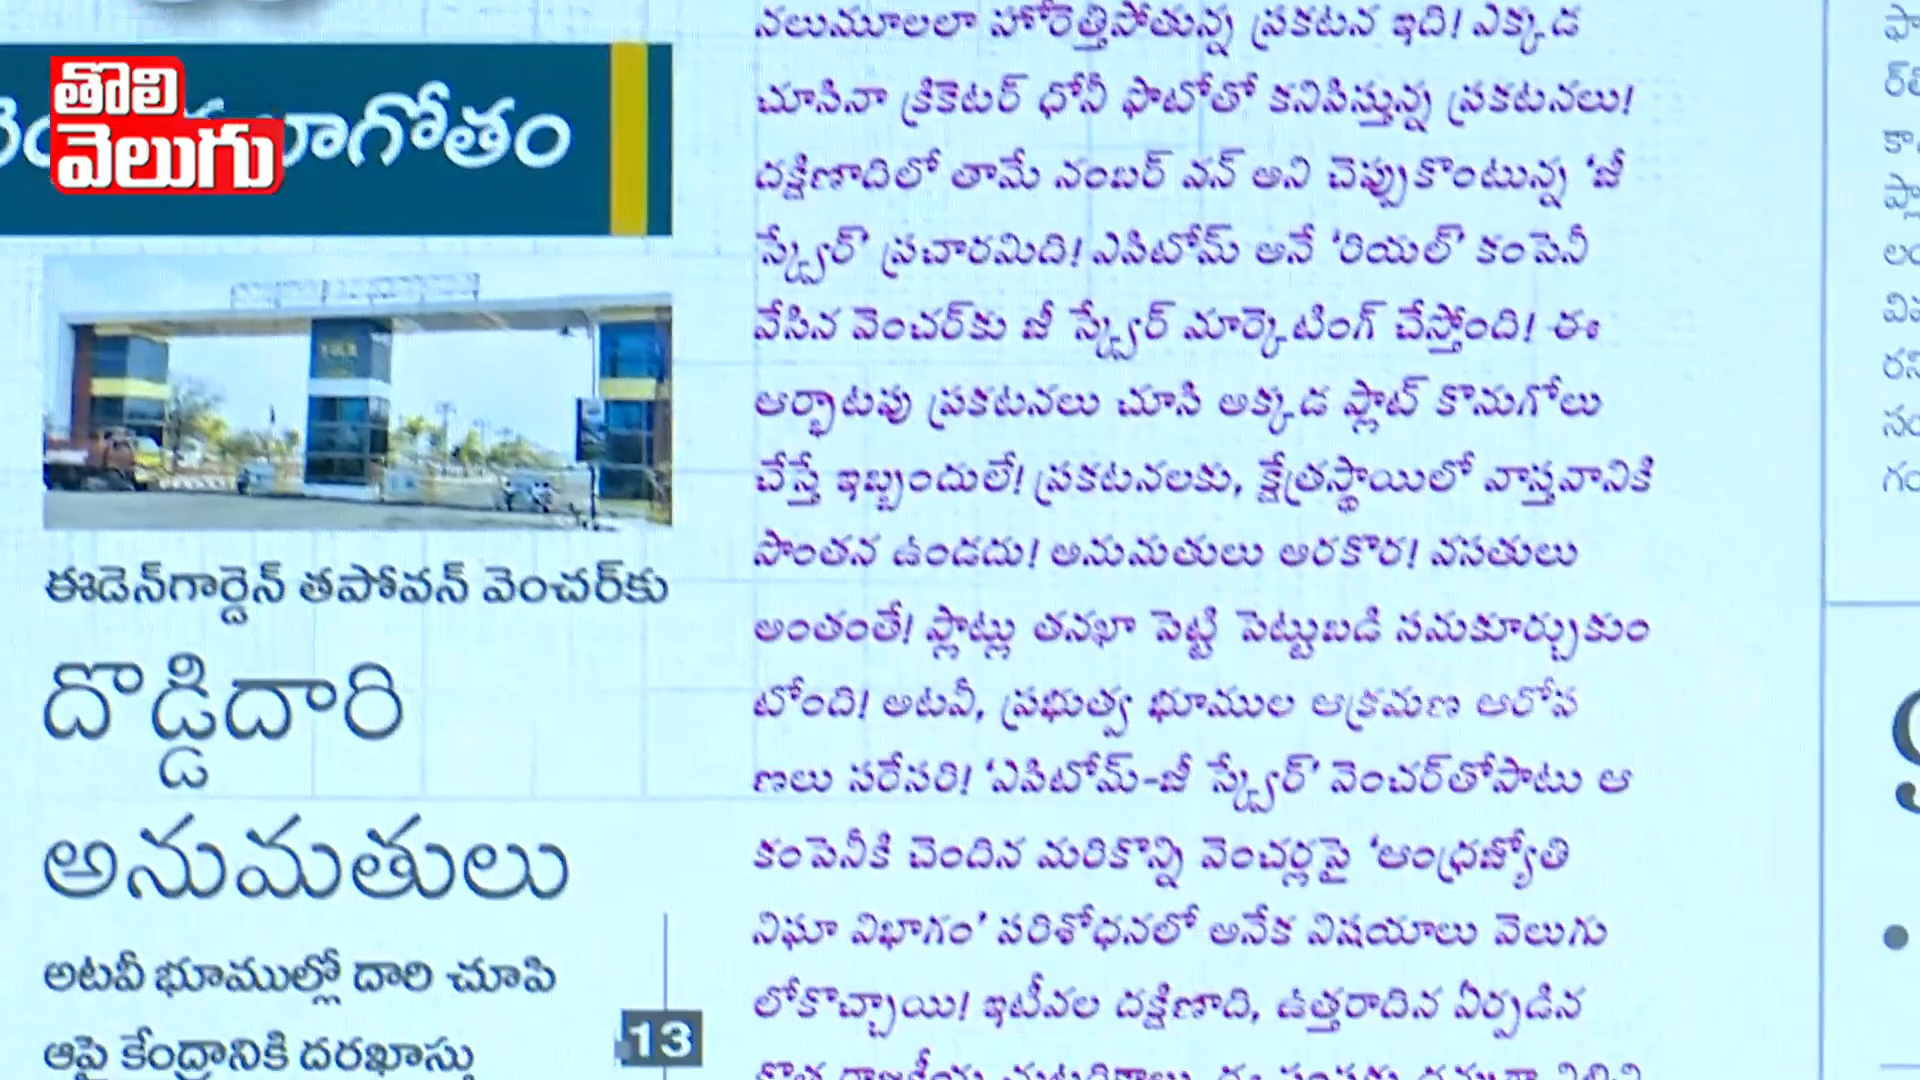 తొలి
వెలుగు
భాగోతం
ఈడెన్‌గార్డెన్ తపోవన్ వెంచర్‌కు
దొడ్డిదారి
అనుమతులు
అటవీ భూముల్లో దారి చూపి
ఆపై కేంద్రానికి దరఖాస్తు
13
నలుమూలలా హోరెత్తిపోతున్న ప్రకటన ఇది! ఎక్కడ
చూసినా క్రికెటర్ ధోనీ ఫొటోతో కనిపిస్తున్న ప్రకటనలు!
దక్షిణాదిలో తామే నంబర్ వన్ అని చెప్పుకొంటున్న ‘జీ
స్క్వేర్’ ప్రచారమిది! ఎపిటోమ్ అనే ‘రియల్’ కంపెనీ
వేసిన వెంచర్‌కు జీ స్క్వేర్ మార్కెటింగ్ చేస్తోంది! ఈ
ఆర్భాటపు ప్రకటనలు చూసి అక్కడ ప్లాట్ కొనుగోలు
చేస్తే ఇబ్బందులే! ప్రకటనలకు, క్షేత్రస్థాయిలో వాస్తవానికి
పొంతన ఉండదు! అనుమతులు అరకొర! వసతులు
అంతంతే! ప్లాట్లు తనఖా పెట్టి పెట్టుబడి సమకూర్చుకుం
టోంది! అటవీ, ప్రభుత్వ భూముల ఆక్రమణ ఆరోప
ణలు సరేసరి! ‘ఎపిటోమ్-జీ స్క్వేర్’ వెంచర్‌తోపాటు ఆ
కంపెనీకి చెందిన మరికొన్ని వెంచర్లపై ‘ఆంధ్రజ్యోతి
నిఘా విభాగం’ పరిశోధనలో అనేక విషయాలు వెలుగు
లోకొచ్చాయి! ఇటీవల దక్షిణాది, ఉత్తరాదిన ఏర్పడిన